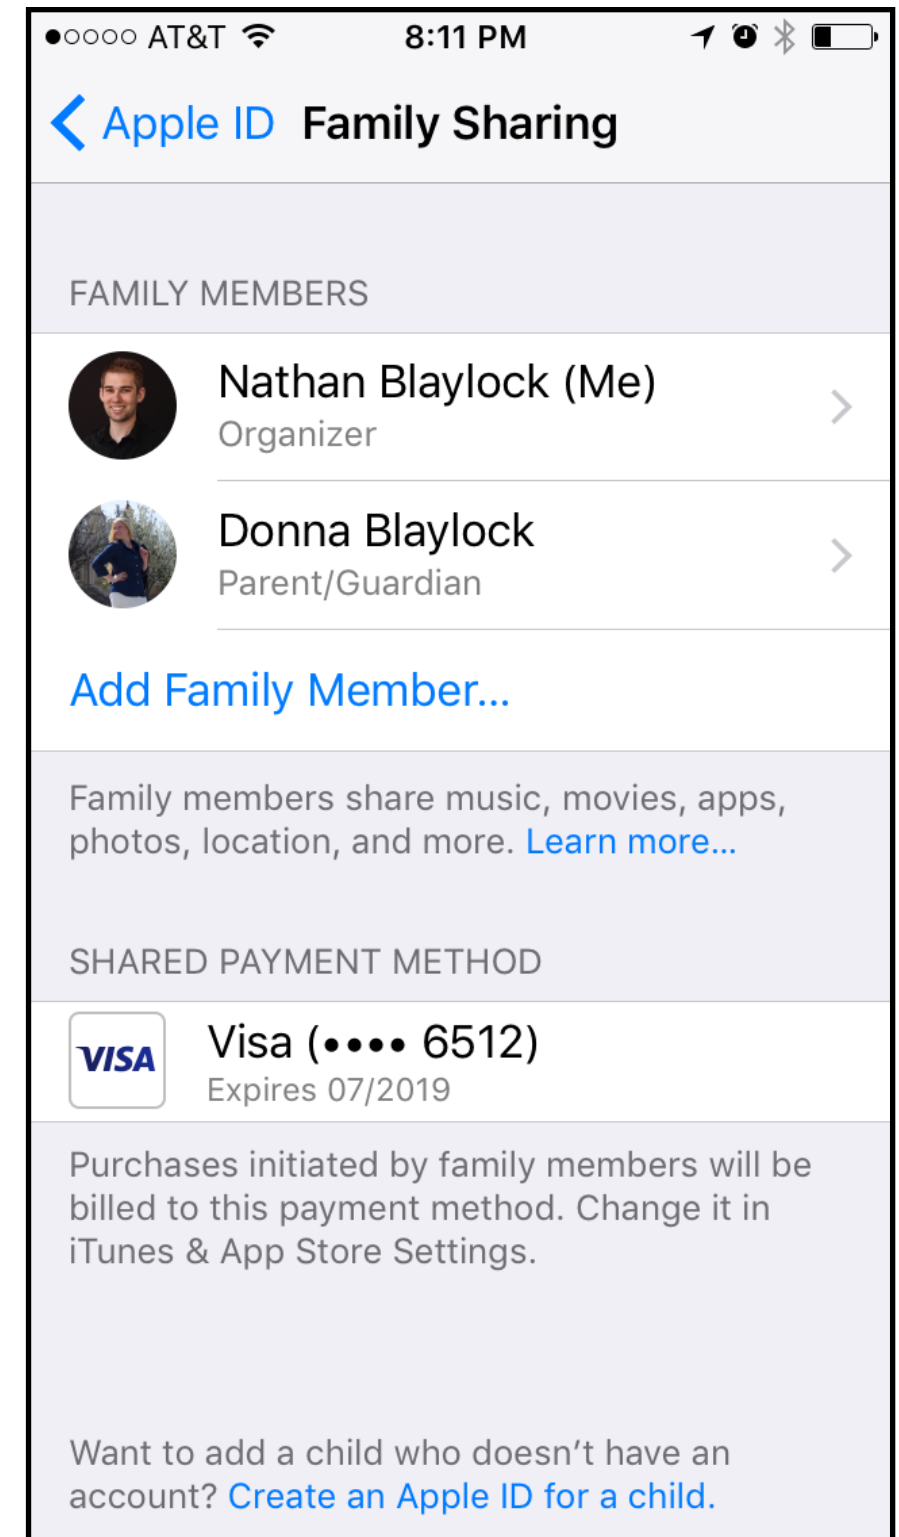 AT&T 8:11 PM
Apple ID Family Sharing
FAMILY MEMBERS
Nathan Blaylock (Me)
Organizer
Donna Blaylock
Parent/Guardian
Add Family Member...
Family members share music, movies, apps,
photos, location, and more. Learn more...
SHARED PAYMENT METHOD
VISA
Visa (•••• 6512)
Expires 07/2019
Purchases initiated by family members will be
billed to this payment method. Change it in
iTunes & App Store Settings.
Want to add a child who doesn’t have an
account? Create an Apple ID for a child.